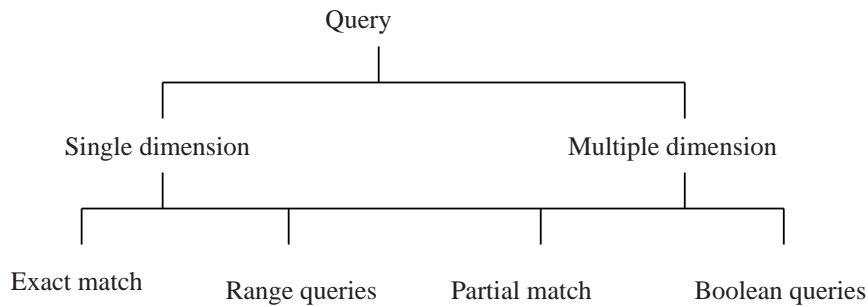 Query
Single dimension
Multiple dimension
Exact match
Range queries
Partial match
Boolean queries